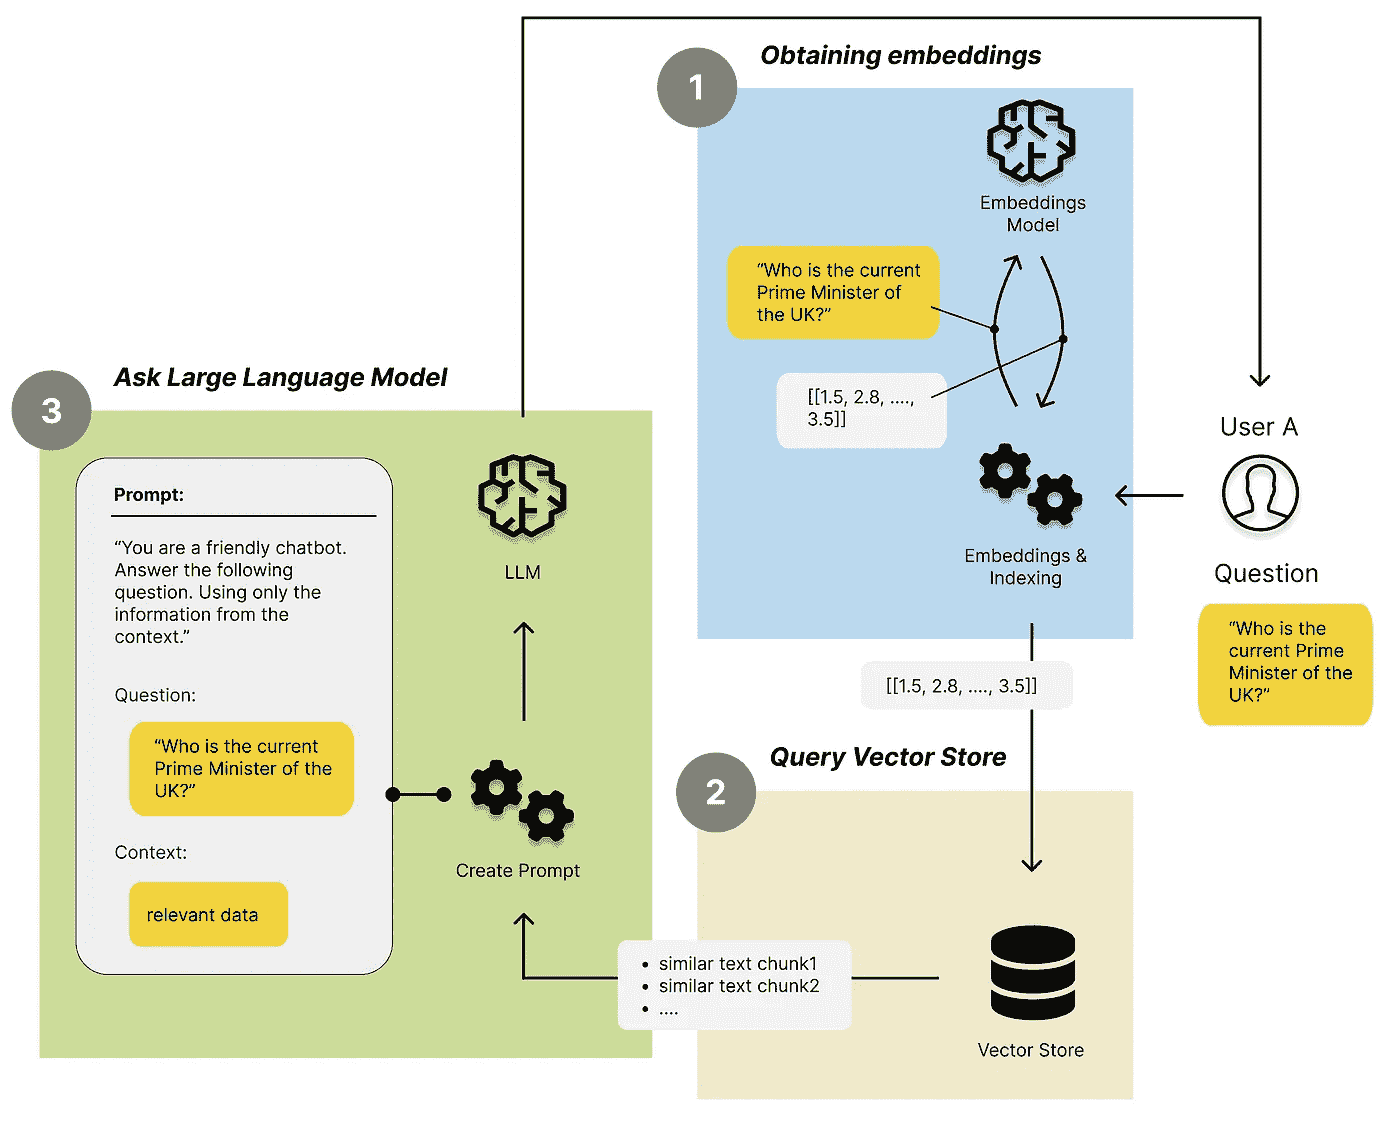 Obtaining embeddings
1
Embeddings
Model
“Who is the current
Prime Minister of
the UK?”
[[1.5, 2.8, ....,
3.5]]
Embeddings &
Indexing
User A
Question
“Who is the
current Prime
Minister of the
UK?”
[[1.5, 2.8, ...., 3.5]]
Query Vector Store
2
Vector Store
• similar text chunk1
• similar text chunk2
• ....
Ask Large Language Model
3
Prompt:
“You are a friendly chatbot.
Answer the following
question. Using only the
information from the
context.”
Question:
“Who is the current
Prime Minister of the
UK?”
Context:
relevant data
LLM
Create Prompt